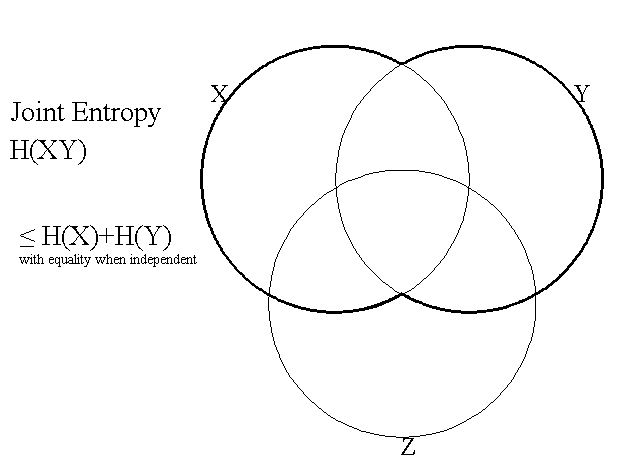 X
Y
Joint Entropy
H(XY)
≤ H(X)+H(Y)
with equality when independent
Z